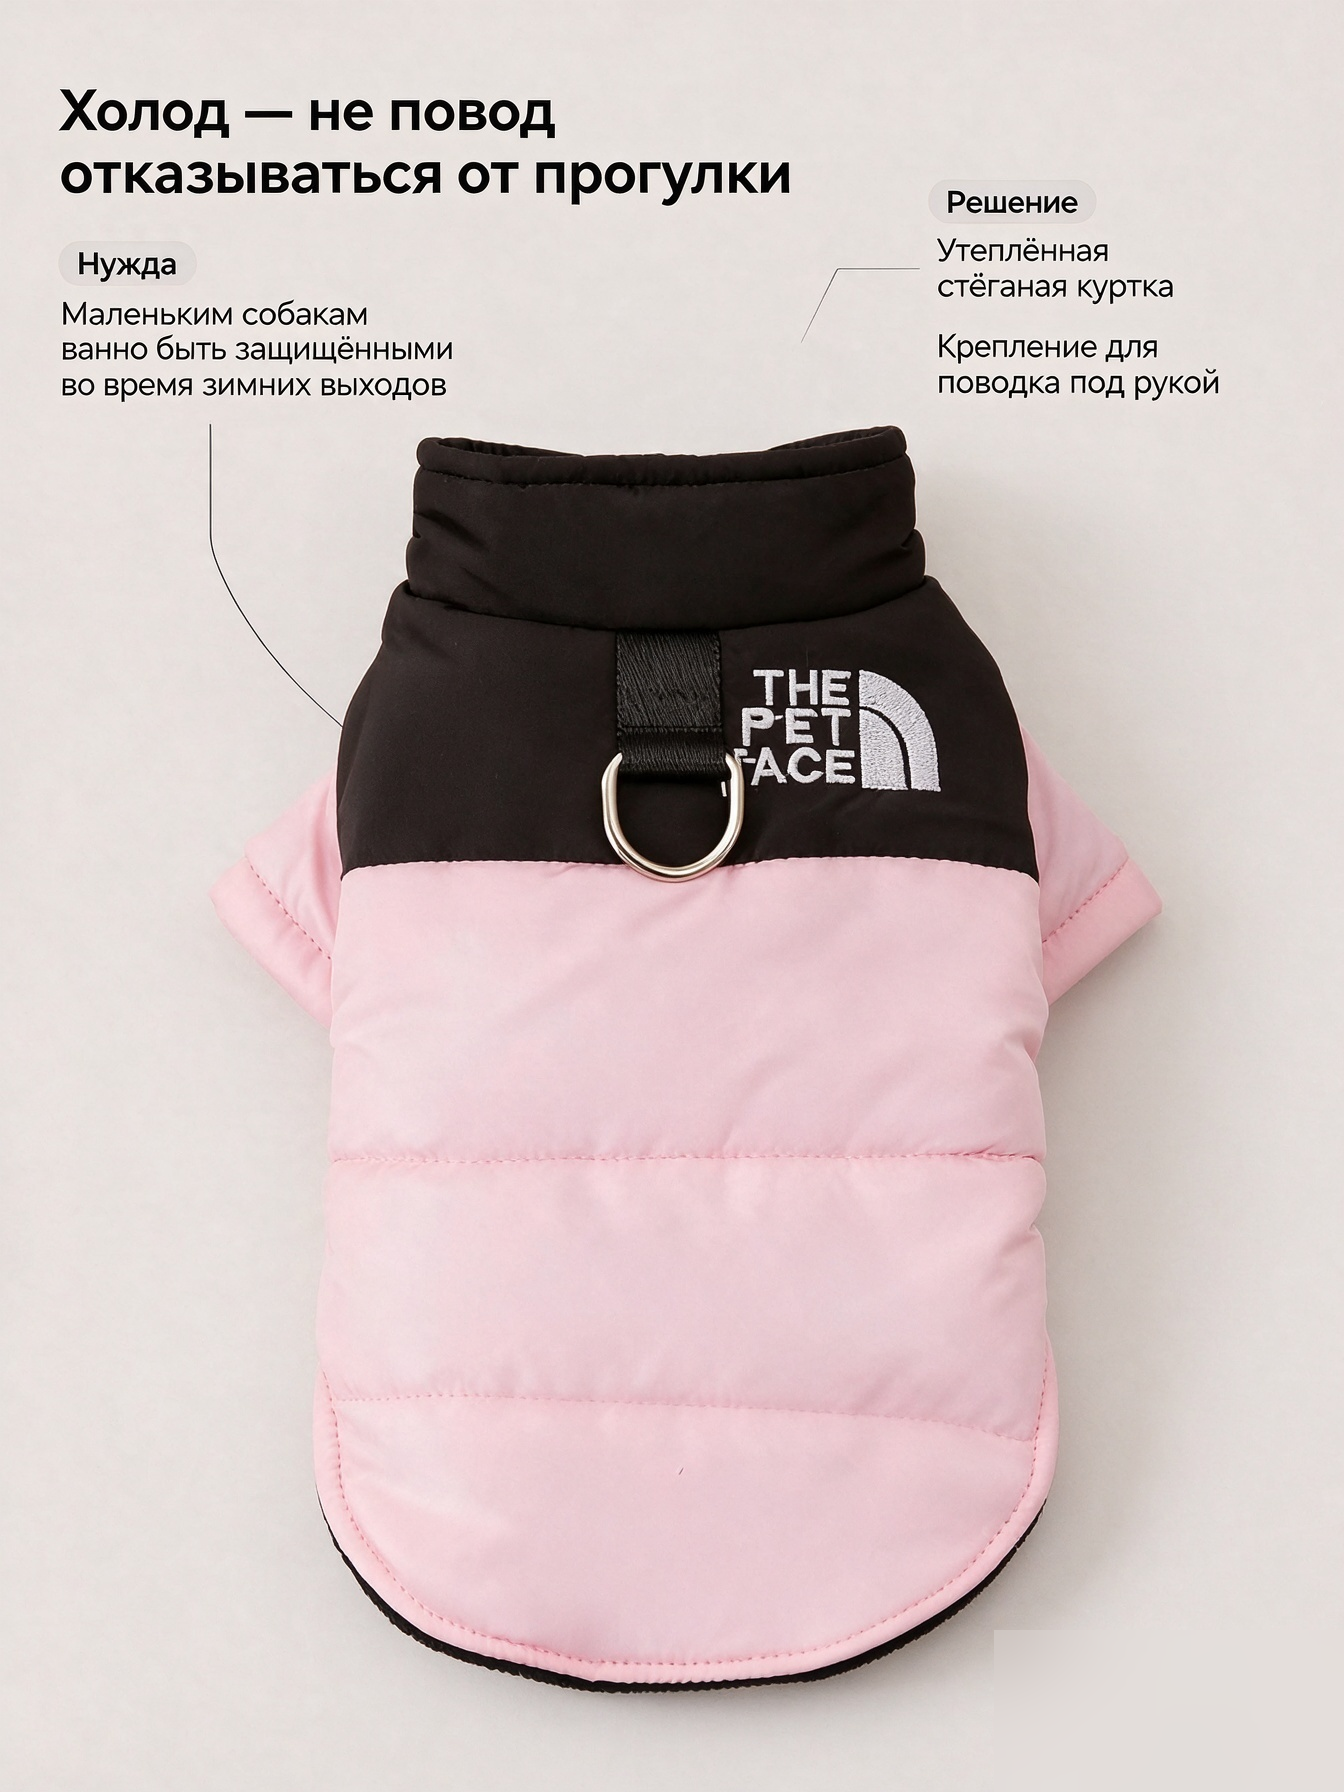 Холод — не повод
отказываться от прогулки
Нужда
Маленьким собакам
ванно быть защищёнными
во время зимних выходов
Решение
Утеплённая
стёганая куртка
Крепление для
поводка под рукой
THE
PET
FACE